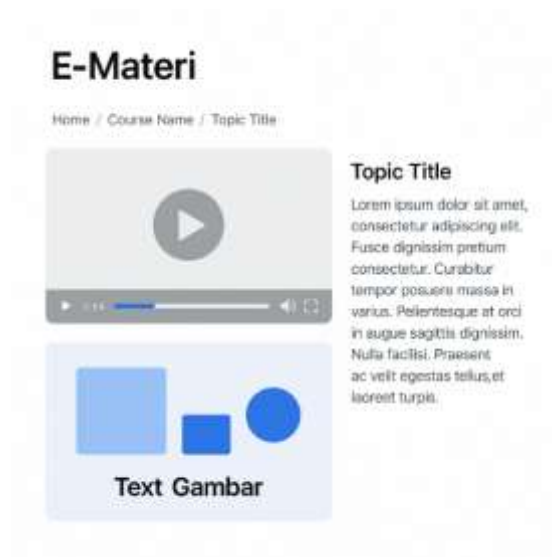 E-Materi
Home / Course Name / Topic Title
Topic Title
Lorem ipsum dolor sit amet,
consectetur adipiscing elit.
Fusce dignissim pretium
consectetur. Curabitur
tempor posuere massa in
varius. Pellentesque at orci
in augue sagittis dignissim.
Nulla facilisi. Praesent
ac velit egestas tellus,et
laoreet turpis.
Text Gambar